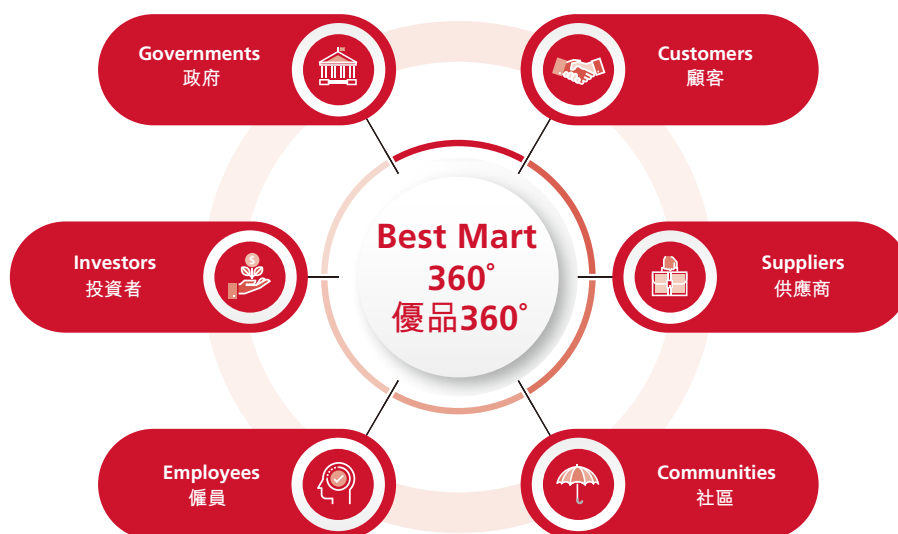 Governments
政府
Customers
顧客
Best Mart
360°
優品360°
Investors
投資者
Suppliers
供應商
Employees
僱員
Communities
社區